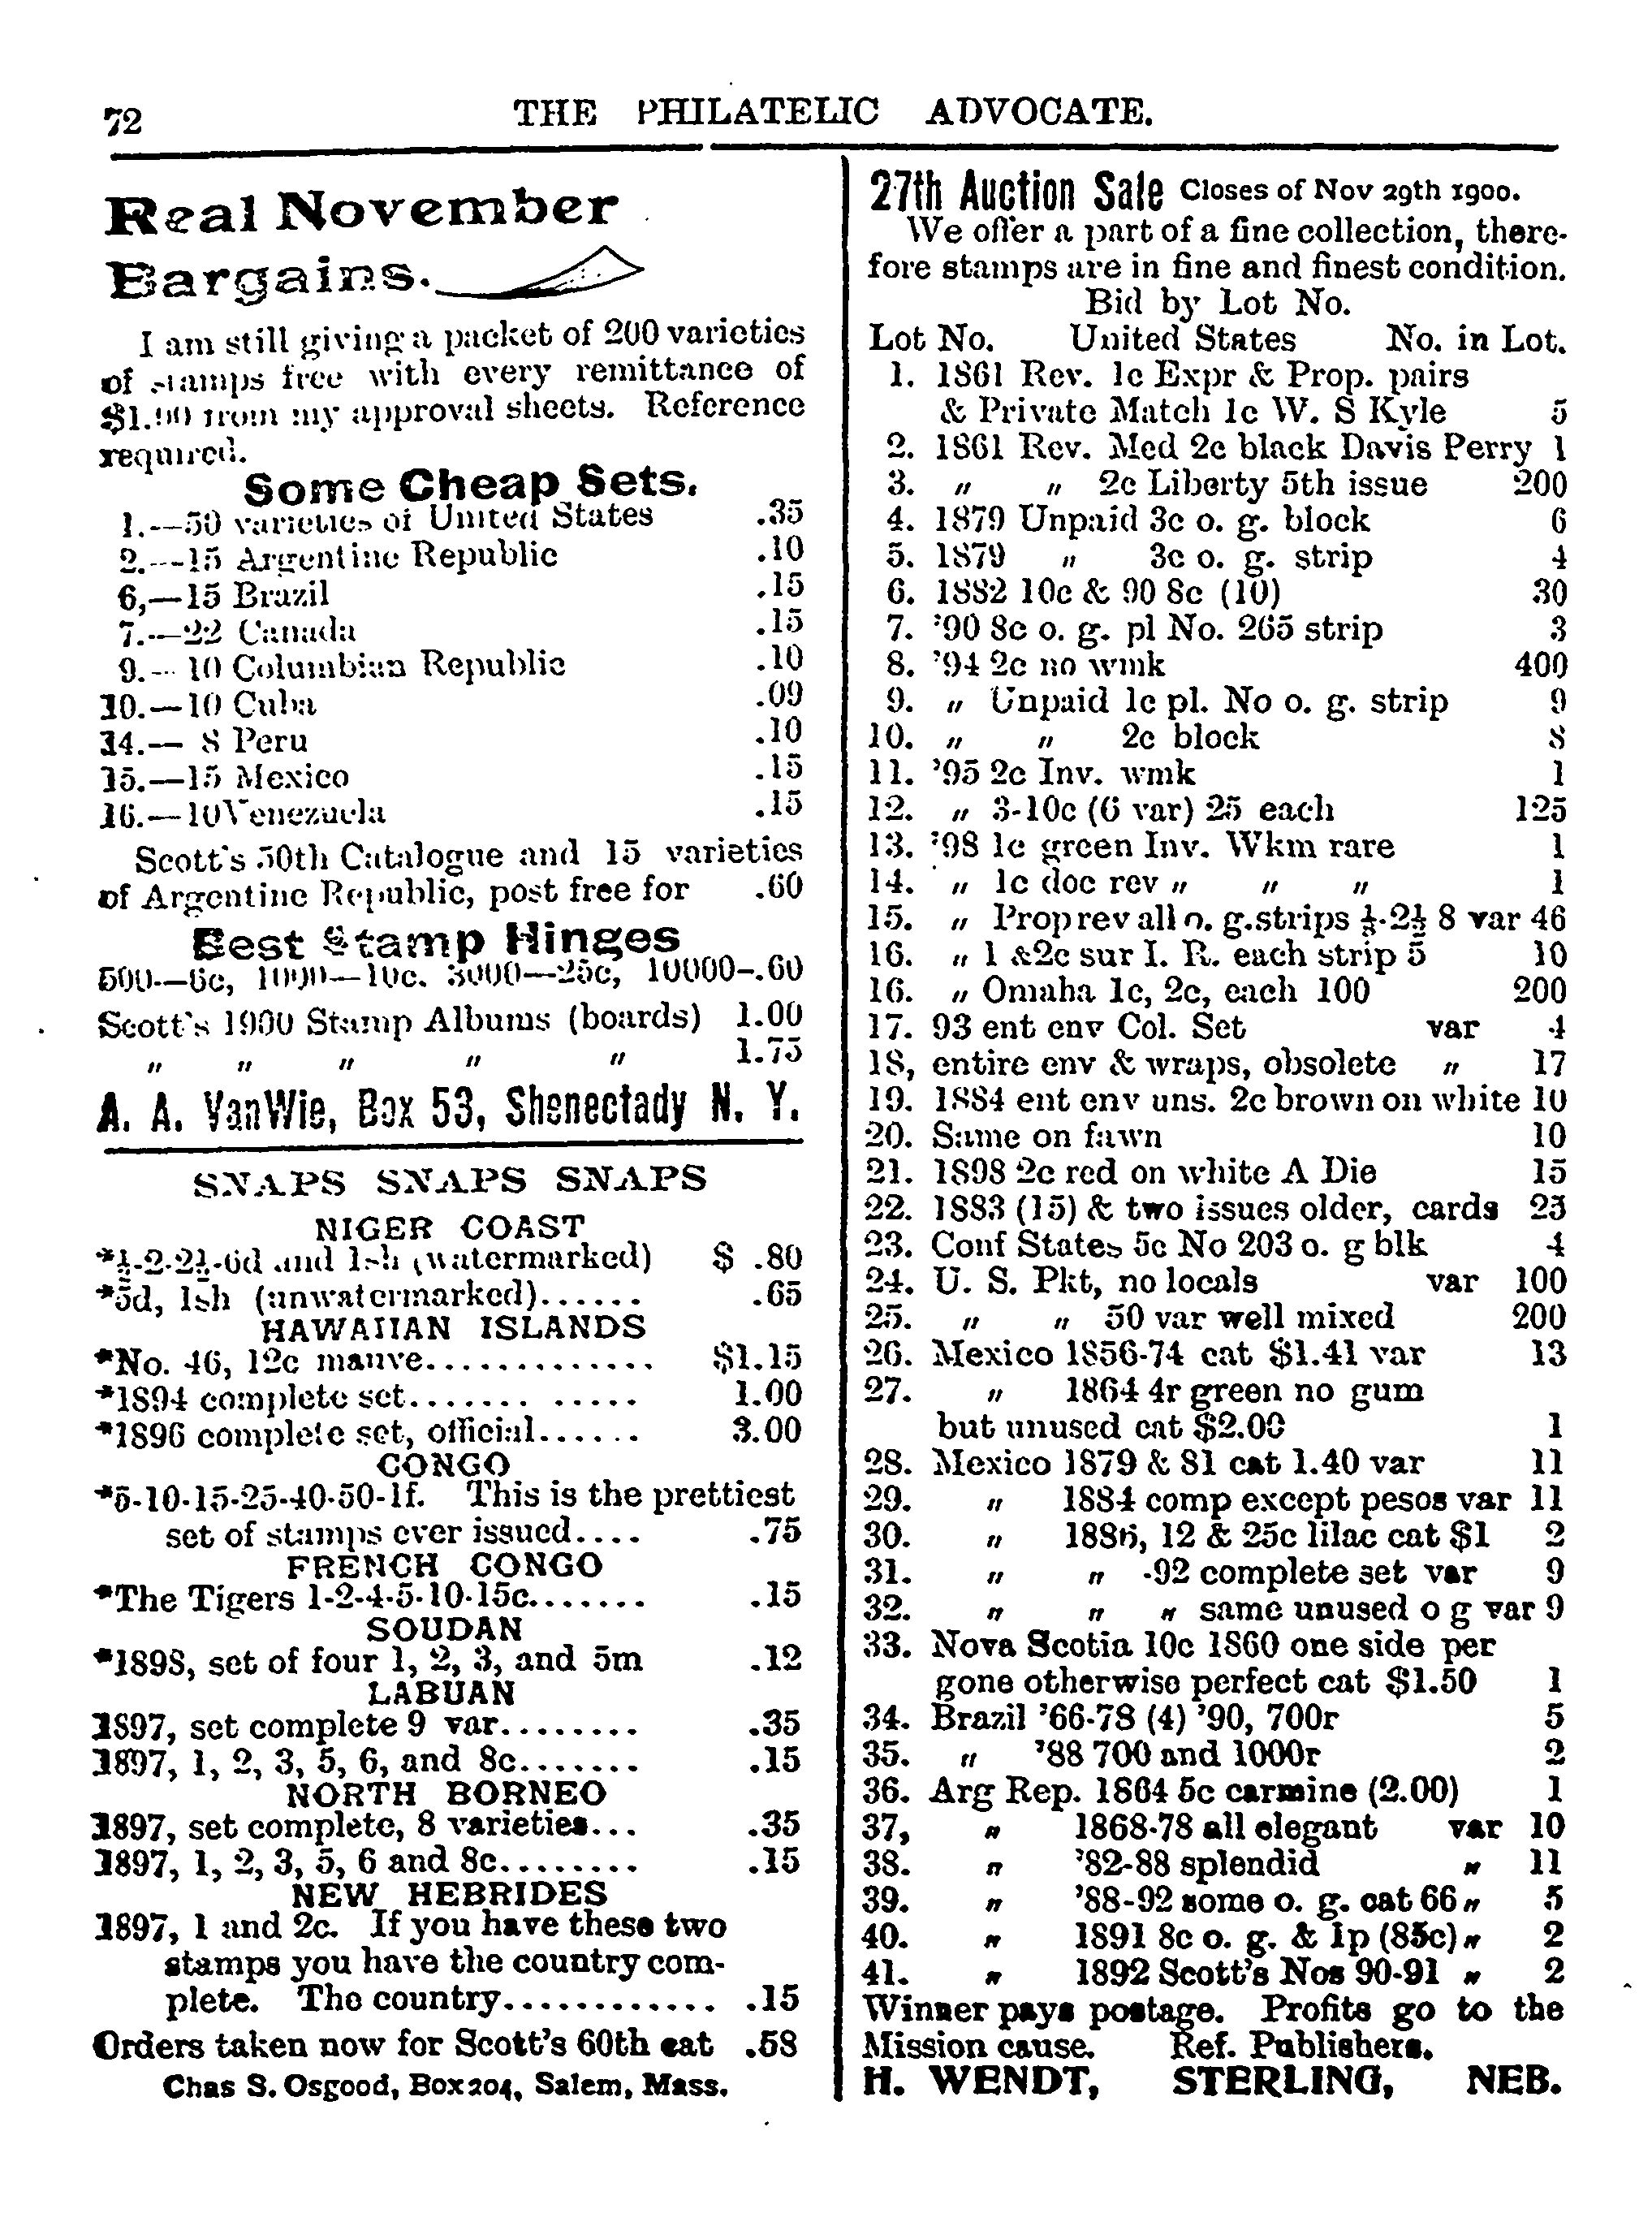 72
THE PHILATELIC ADVOCATE.
Real November
Bargains.
I am still giving a packet of 200 varieties
of stamps free with every remittance of
$1.00 from my approval sheets. Reference
required.
Some Cheap Sets.
1.—50 varieties of United States .35
2.—15 Argentine Republic .10
6,—15 Brazil .15
7.—22 Canada .15
9.—10 Columbian Republic .10
10.—10 Cuba .09
14.— 8 Peru .10
15.—15 Mexico .15
16.—10 Venezuela .15
Scott's 50th Catalogue and 15 varieties
of Argentine Republic, post free for .60
Best Stamp Hinges
500—6c, 1000—10c. 3000—25c, 10000-.60
Scott's 1900 Stamp Albums (boards) 1.00
" " " " " 1.75
A. A. VanWie, Box 53, Shenectady N. Y.
SNAPS SNAPS SNAPS
NIGER COAST
*½-2-2½-6d and 1sh (watermarked) $ .80
*5d, 1sh (unwatermarked)...... .65
HAWAIIAN ISLANDS
*No. 46, 12c mauve............. $1.15
*1894 complete set....... ..... 1.00
*1896 complete set, official...... 3.00
CONGO
*5-10-15-25-40-50-1f. This is the prettiest
set of stamps ever issued.... .75
FRENCH CONGO
*The Tigers 1-2-4-5-10-15c....... .15
SOUDAN
*1898, set of four 1, 2, 3, and 5m .12
LABUAN
1897, set complete 9 var........ .35
1897, 1, 2, 3, 5, 6, and 8c....... .15
NORTH BORNEO
1897, set complete, 8 varieties... .35
1897, 1, 2, 3, 5, 6 and 8c........ .15
NEW HEBRIDES
1897, 1 and 2c. If you have these two
stamps you have the country com-
plete. The country............ .15
Orders taken now for Scott's 60th cat .58
Chas S. Osgood, Box 204, Salem, Mass.
27th Auction Sale Closes of Nov 29th 1900.
We offer a part of a fine collection, there-
fore stamps are in fine and finest condition.
Bid by Lot No.
Lot No. United States No. in Lot.
1. 1861 Rev. 1c Expr & Prop. pairs
& Private Match 1c W. S Kyle 5
2. 1861 Rev. Med 2c black Davis Perry 1
3. " " 2c Liberty 5th issue 200
4. 1879 Unpaid 3c o. g. block 6
5. 1879 " 3c o. g. strip 4
6. 1882 10c & 90 8c (10) 30
7. '90 8c o. g. pl No. 265 strip 3
8. '94 2c no wmk 400
9. " Unpaid 1c pl. No o. g. strip 9
10. " " 2c block 8
11. '95 2c Inv. wmk 1
12. " 3-10c (6 var) 25 each 125
13. '98 1c green Inv. Wkm rare 1
14. " 1c doc rev " " " 1
15. " Prop rev all o. g. strips ⅛-2½ 8 var 46
16. " 1 &2c sur I. R. each strip 5 10
16. " Omaha 1c, 2c, each 100 200
17. 93 ent env Col. Set var 4
18, entire env & wraps, obsolete " 17
19. 1884 ent env uns. 2c brown on white 10
20. Same on fawn 10
21. 1898 2c red on white A Die 15
22. 1883 (15) & two issues older, cards 25
23. Conf States 5c No 203 o. g blk 4
24. U. S. Pkt, no locals var 100
25. " " 50 var well mixed 200
26. Mexico 1856-74 cat $1.41 var 13
27. " 1864 4r green no gum
but unused cat $2.00 1
28. Mexico 1879 & 81 cat 1.40 var 11
29. " 1884 comp except pesos var 11
30. " 1886, 12 & 25c lilac cat $1 2
31. " " -92 complete set var 9
32. " " " same unused o g var 9
33. Nova Scotia 10c 1860 one side per
gone otherwise perfect cat $1.50 1
34. Brazil '66-78 (4) '90, 700r 5
35. " '88 700 and 1000r 2
36. Arg Rep. 1864 5c carmine (2.00) 1
37, " 1868-78 all elegant var 10
38. " '82-88 splendid " 11
39. " '88-92 some o. g. cat 66 " 5
40. " 1891 8c o. g. & 1p (85c) " 2
41. " 1892 Scott's Nos 90-91 " 2
Winner pays postage. Profits go to the
Mission cause. Ref. Publishers.
H. WENDT, STERLING, NEB.